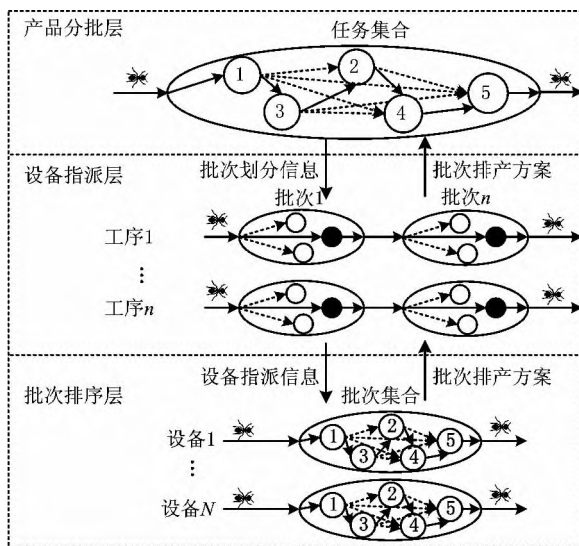 产品分批层
任务集合
1
2
3
4
5
批次划分信息
批次排产方案
设备指派层
批次1
批次n
工序1
⋮
工序n
设备指派信息
批次排产方案
批次排序层
批次集合
设备1
1
2
3
4
5
⋮
设备N
1
2
3
4
5